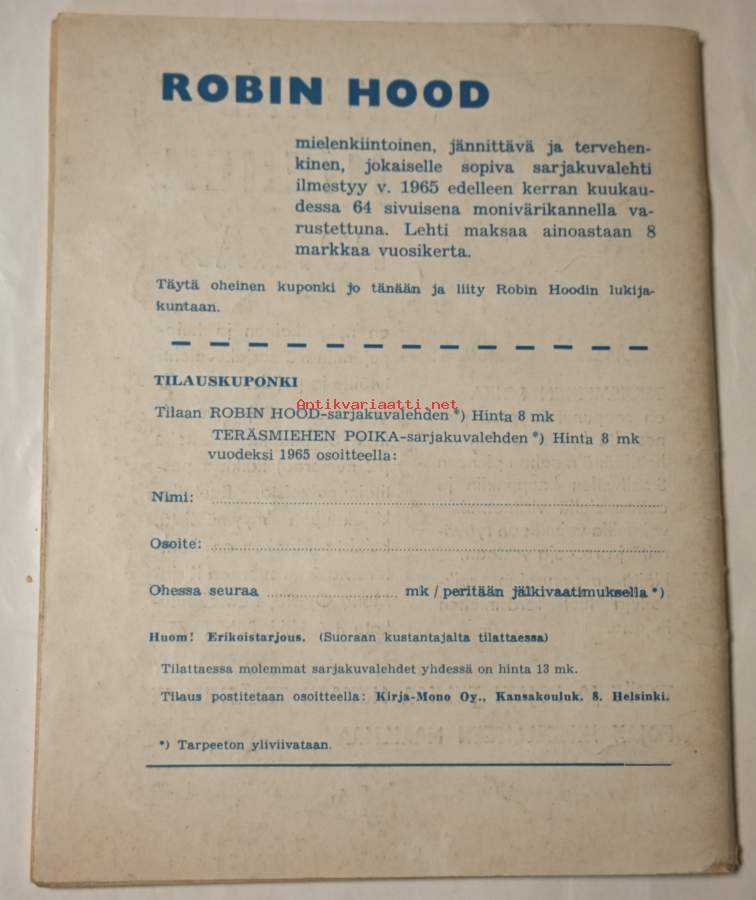 ROBIN HOOD
mielenkiintoinen, jännittävä ja tervehen-
kinen, jokaiselle sopiva sarjakuvalehti
ilmestyy v. 1965 edelleen kerran kuukau-
dessa 64 sivuisena monivärikannella va-
rustettuna. Lehti maksaa ainoastaan 8
markkaa vuosikerta.
Täytä oheinen kuponki jo tänään ja liity Robin Hoodin lukija-
kuntaan.
TILAUSKUPONKI
Antikvariaatti.net
Tilaan ROBIN HOOD-sarjakuvalehden *) Hinta 8 mk
TERÄSMIEHEN POIKA-sarjakuvalehden *) Hinta 8 mk
vuodeksi 1965 osoitteella:
Nimi:
Osoite:
Ohessa seuraa .................... mk / peritään jälkivaatimuksella *)
Huom! Erikoistarjous. (Suoraan kustantajalta tilattaessa)
Tilattaessa molemmat sarjakuvalehdet yhdessä on hinta 13 mk.
Tilaus postitetaan osoitteella: Kirja-Mono Oy., Kansakouluk. 8. Helsinki.
*) Tarpeeton yliviivataan.